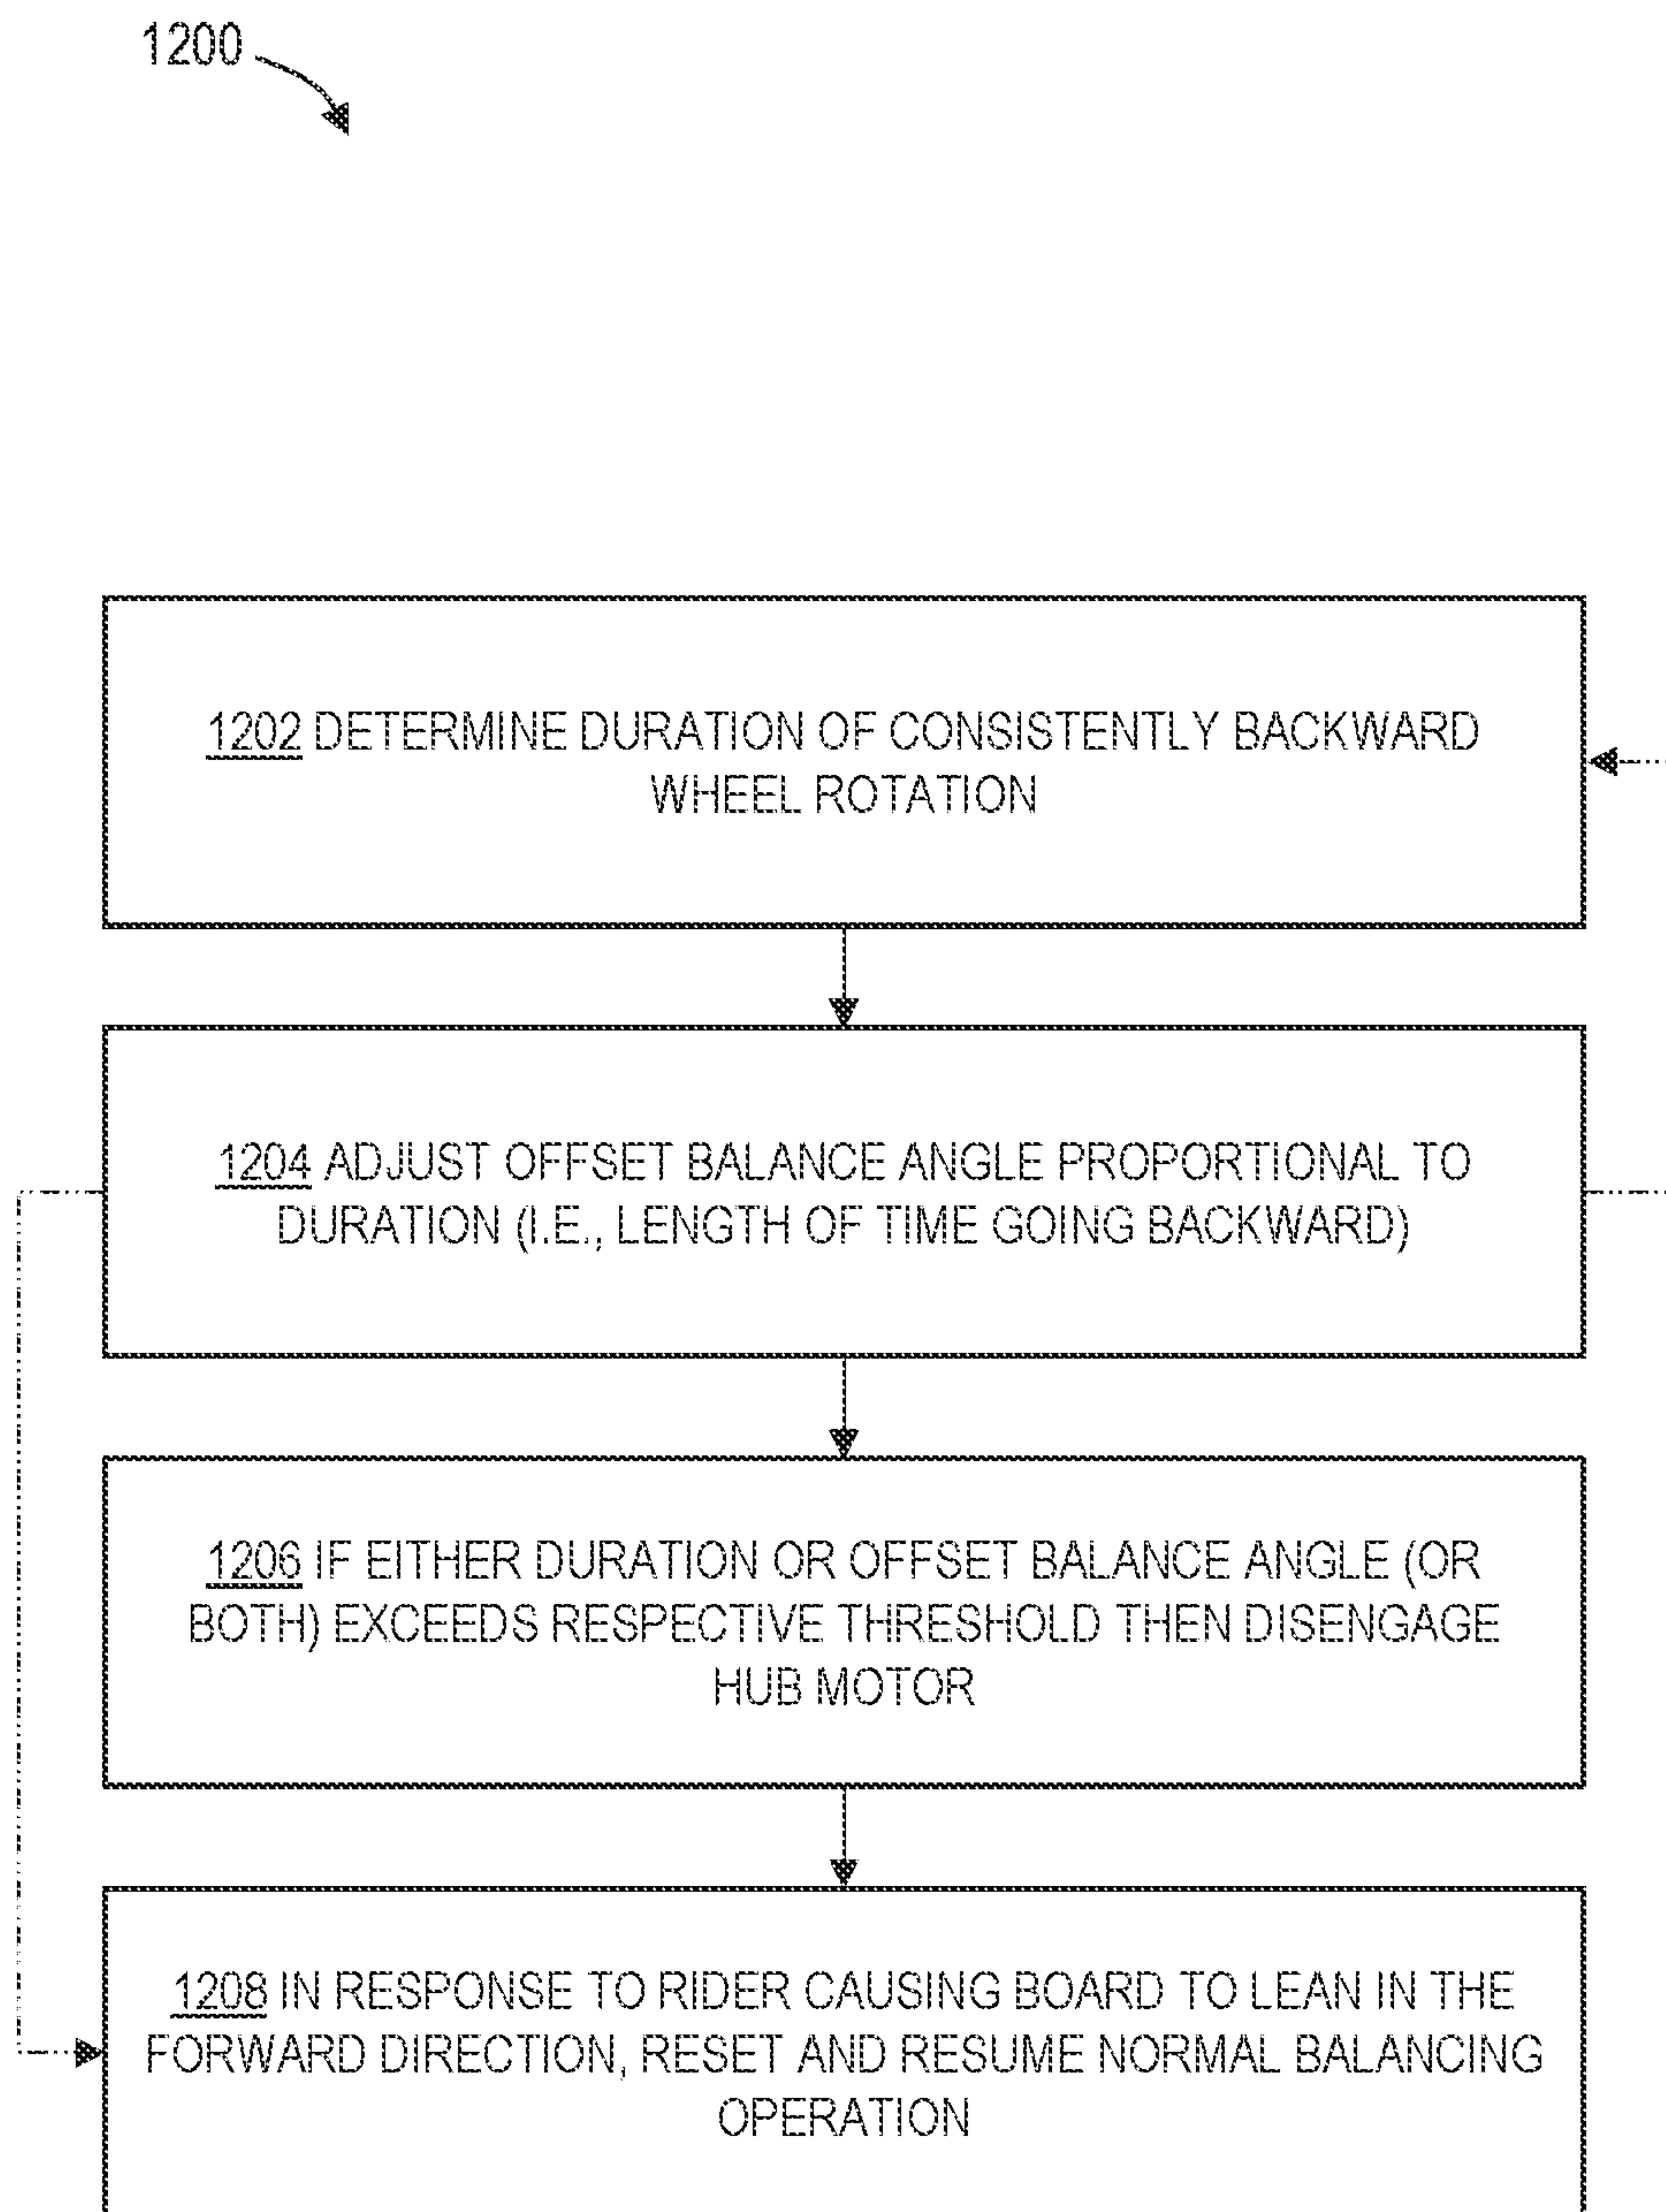 1200
1202 DETERMINE DURATION OF CONSISTENTLY BACKWARD
WHEEL ROTATION
1204 ADJUST OFFSET BALANCE ANGLE PROPORTIONAL TO
DURATION (I.E., LENGTH OF TIME GOING BACKWARD)
1206 IF EITHER DURATION OR OFFSET BALANCE ANGLE (OR
BOTH) EXCEEDS RESPECTIVE THRESHOLD THEN DISENGAGE
HUB MOTOR
1208 IN RESPONSE TO RIDER CAUSING BOARD TO LEAN IN THE
FORWARD DIRECTION, RESET AND RESUME NORMAL BALANCING
OPERATION